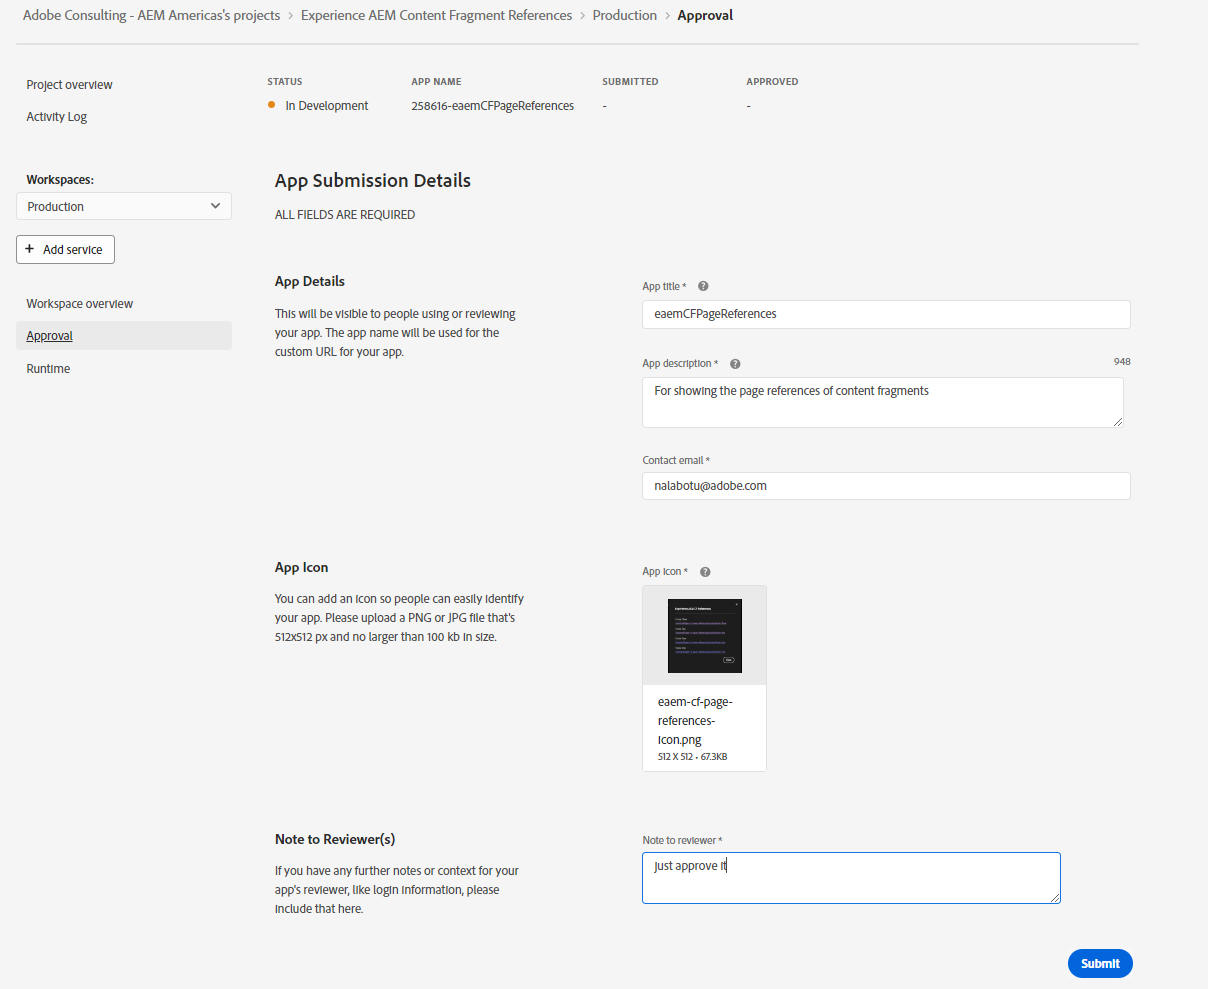 Adobe Consulting - AEM Americas's projects > Experience AEM Content Fragment References > Production > Approval
Project overview
Activity Log
Workspaces:
Production
+ Add service
Workspace overview
Approval
Runtime
STATUS APP NAME SUBMITTED APPROVED
In Development 258616-eaemCFPageReferences - -
App Submission Details
ALL FIELDS ARE REQUIRED
App Details
This will be visible to people using or reviewing
your app. The app name will be used for the
custom URL for your app.
App title *
eaemCFPageReferences
App description * 948
For showing the page references of content fragments
Contact email *
nalabotu@adobe.com
App Icon
You can add an icon so people can easily identify
your app. Please upload a PNG or JPG file that's
512x512 px and no larger than 100 kb in size.
App icon *
eaem-cf-page-
references-
icon.png
512 X 512 • 67.3KB
Note to Reviewer(s)
If you have any further notes or context for your
app's reviewer, like login information, please
include that here.
Note to reviewer *
Just approve it
Submit